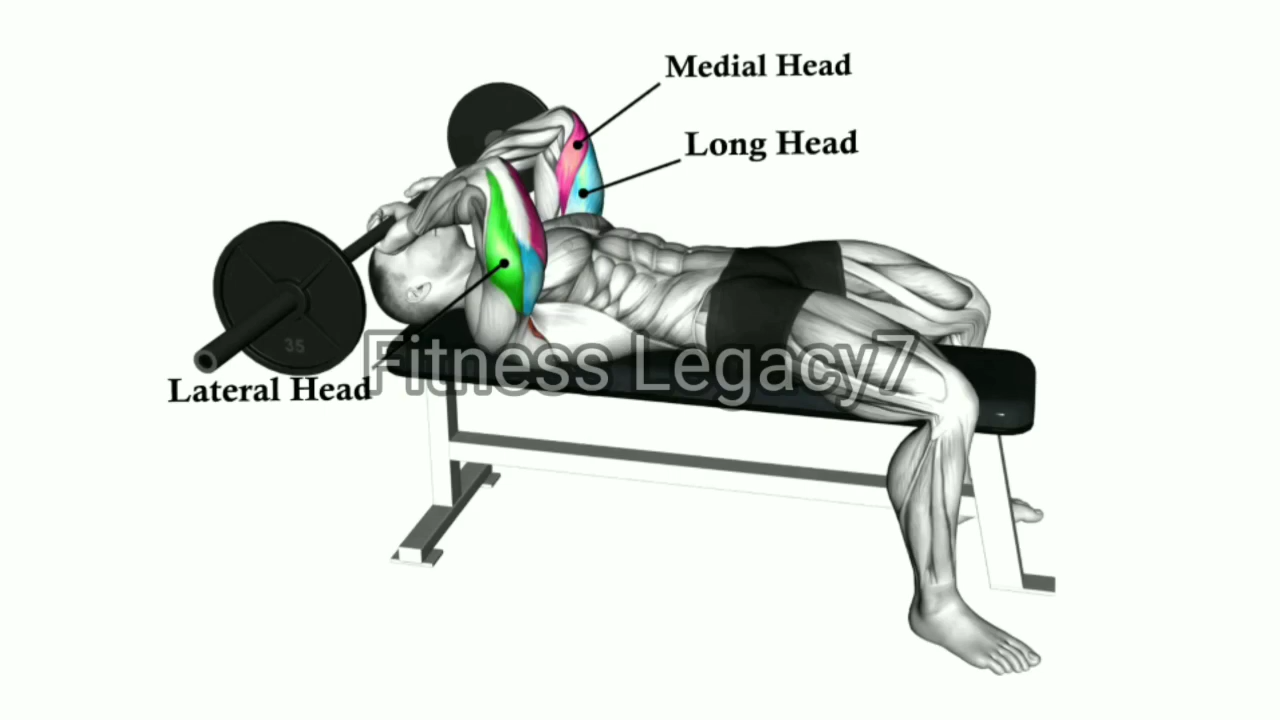 Medial Head
Long Head
35
Fitness Legacy7
Lateral Head